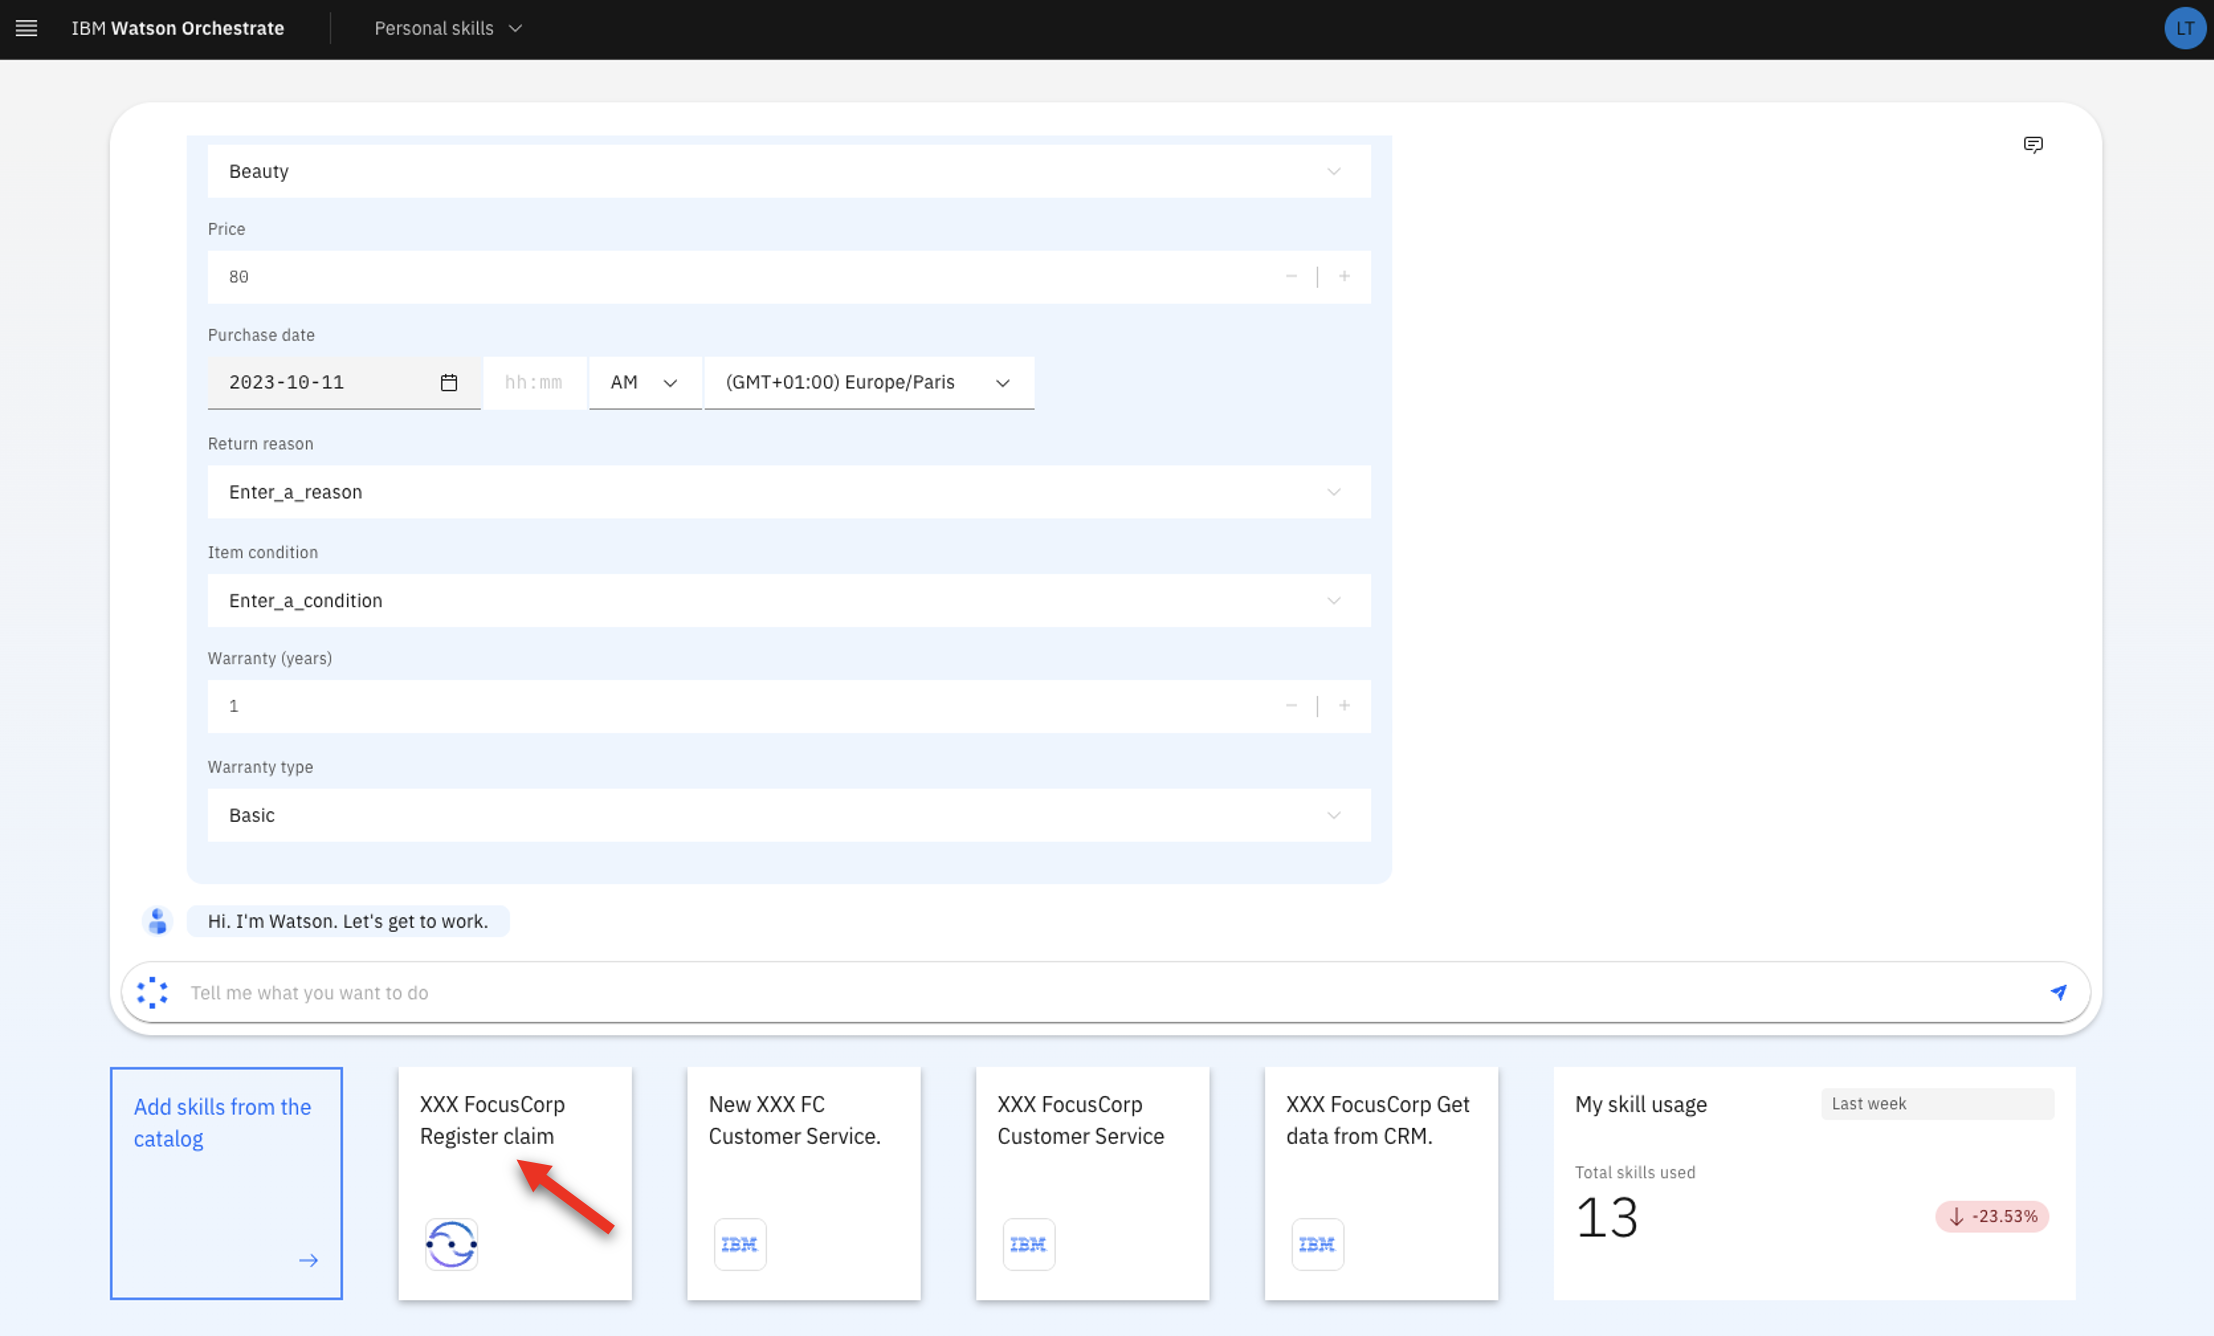 IBM Watson Orchestrate
Personal skills
LT
Beauty
Price
80
Purchase date
2023-10-11
hh:mm
AM
(GMT+01:00) Europe/Paris
Return reason
Enter_a_reason
Item condition
Enter_a_condition
Warranty (years)
1
Warranty type
Basic
Hi. I'm Watson. Let's get to work.
Tell me what you want to do
Add skills from the
catalog
XXX FocusCorp
Register claim
New XXX FC
Customer Service.
IBM
XXX FocusCorp
Customer Service
IBM
XXX FocusCorp Get
data from CRM.
IBM
My skill usage
Last week
Total skills used
13
-23.53%